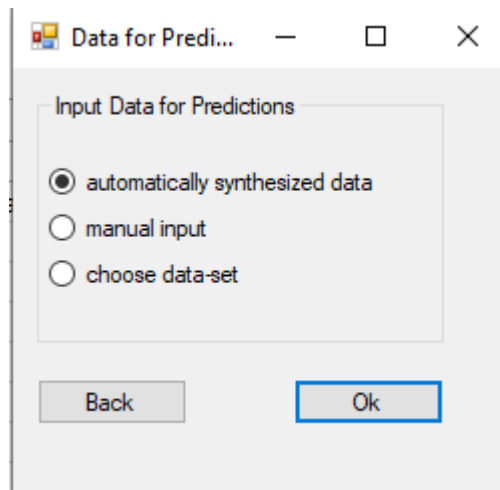 Data for Predi...
Input Data for Predictions
automatically synthesized data
manual input
choose data-set
Back Ok